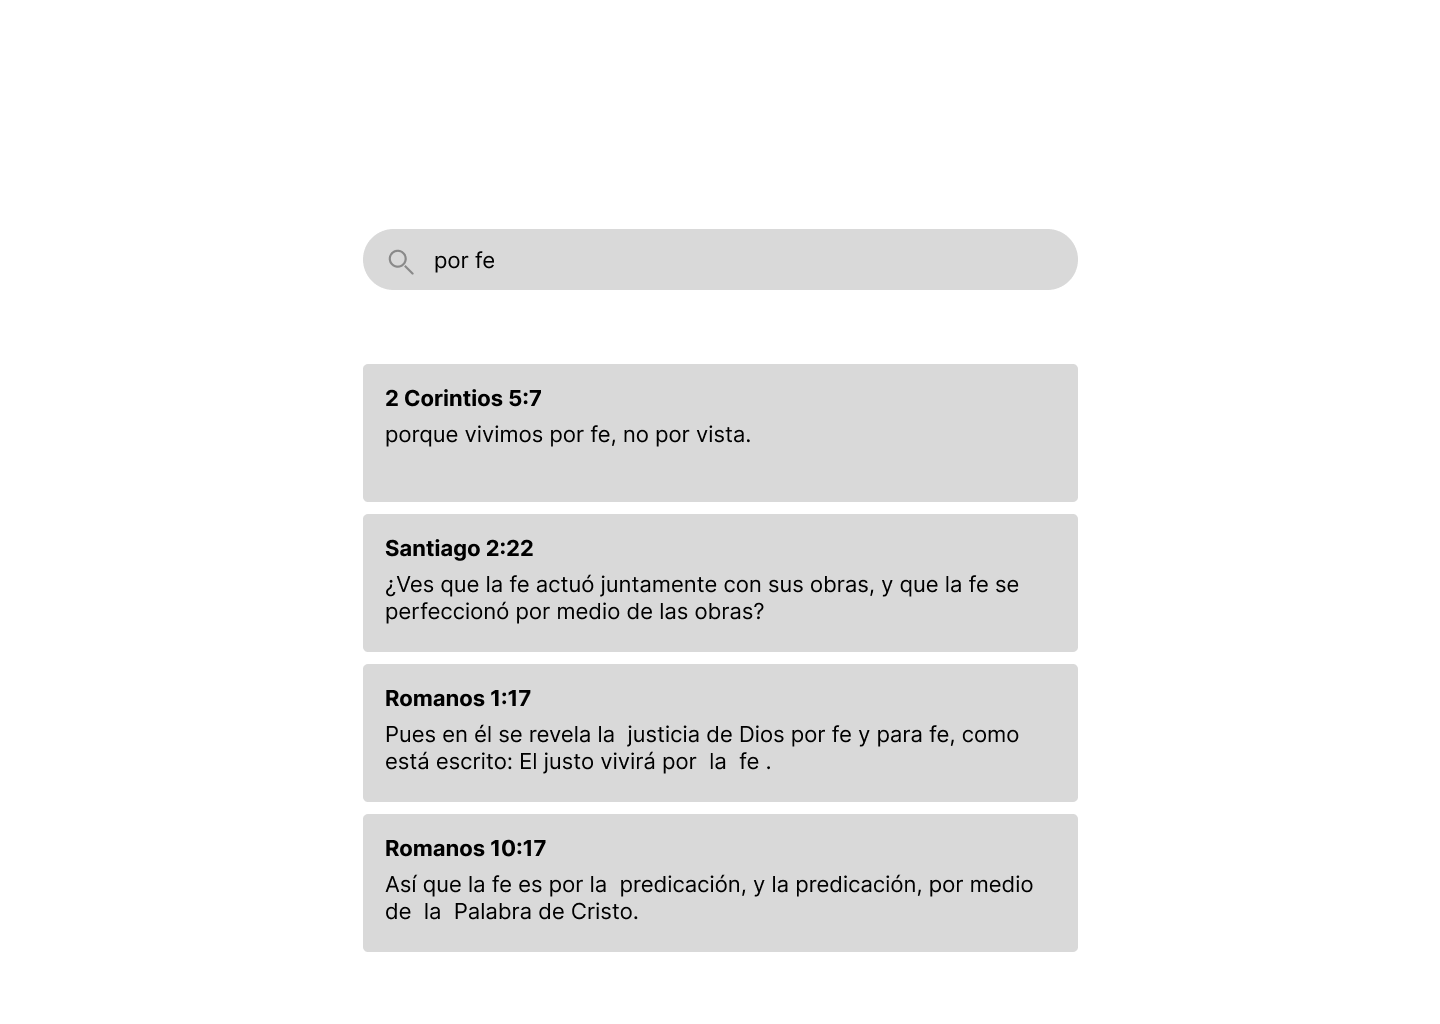 por fe
2 Corintios 5:7
porque vivimos por fe, no por vista.
Santiago 2:22
¿Ves que la fe actuó juntamente con sus obras, y que la fe se
perfeccionó por medio de las obras?
Romanos 1:17
Pues en él se revela la  justicia de Dios por fe y para fe, como
está escrito: El justo vivirá por  la  fe .
Romanos 10:17
Así que la fe es por la  predicación, y la predicación, por medio
de  la  Palabra de Cristo.